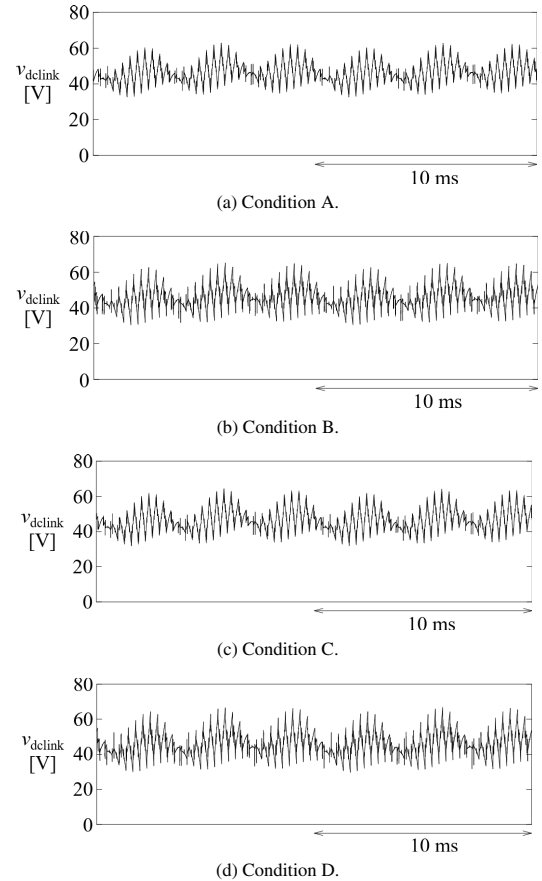 80
60
v_dclink 40
[V]
20
0
10 ms
(a) Condition A.
80
60
v_dclink 40
[V]
20
0
10 ms
(b) Condition B.
80
60
v_dclink 40
[V]
20
0
10 ms
(c) Condition C.
80
60
v_dclink 40
[V]
20
0
10 ms
(d) Condition D.